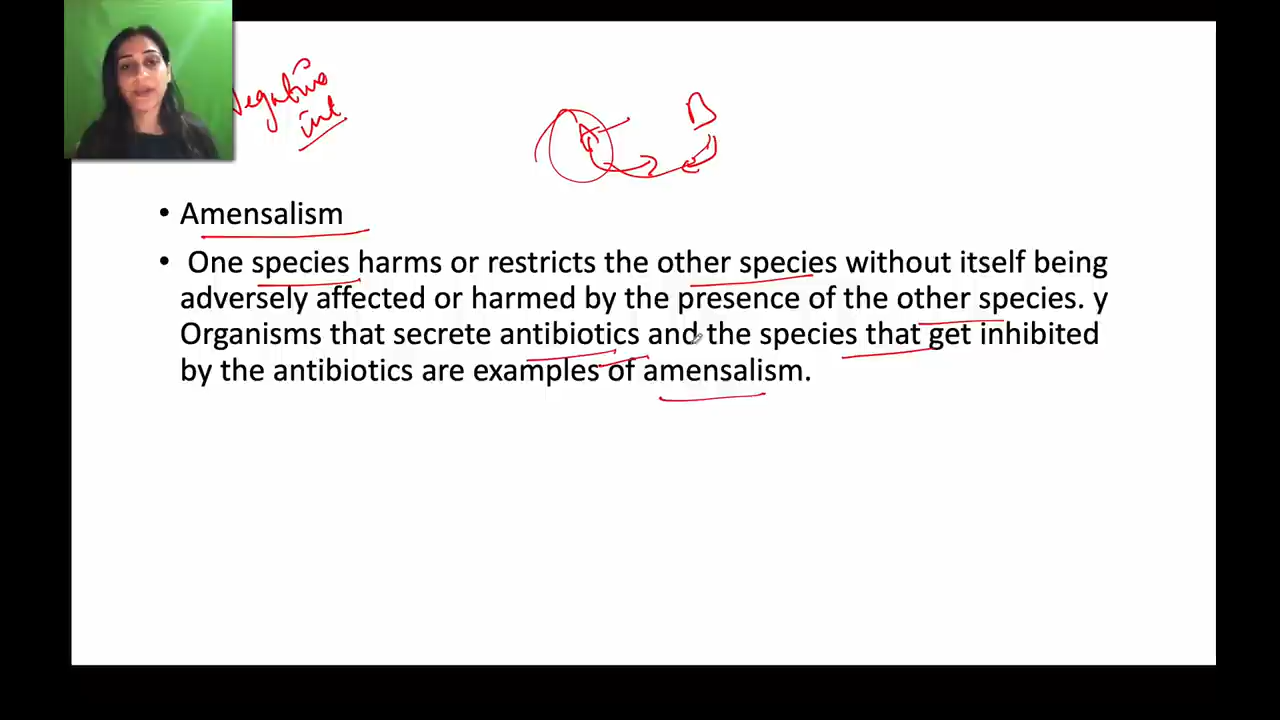 Negative
int
A
B
• Amensalism
• One species harms or restricts the other species without itself being
adversely affected or harmed by the presence of the other species. y
Organisms that secrete antibiotics and the species that get inhibited
by the antibiotics are examples of amensalism.